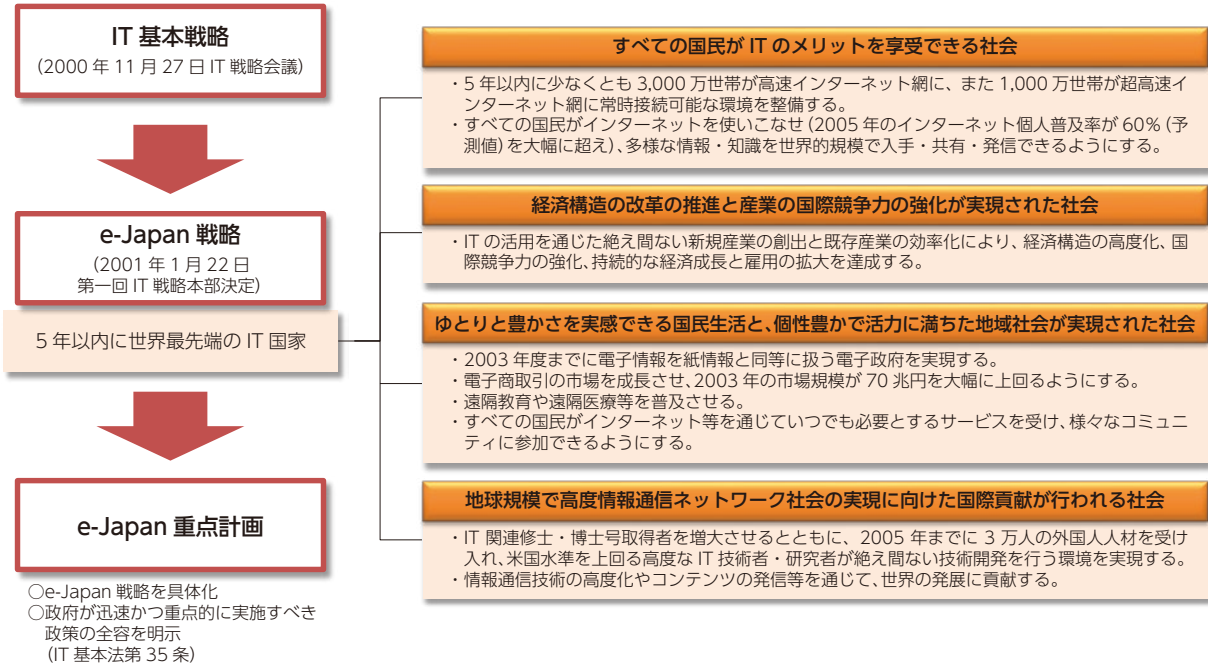 IT 基本戦略
(2000 年 11 月 27 日 IT 戦略会議)
e-Japan 戦略
(2001 年 1 月 22 日
第一回 IT 戦略本部決定)
5 年以内に世界最先端の IT 国家
e-Japan 重点計画
○e-Japan 戦略を具体化
○政府が迅速かつ重点的に実施すべき
政策の全容を明示
(IT 基本法第 35 条)
すべての国民が IT のメリットを享受できる社会
・5 年以内に少なくとも 3,000 万世帯が高速インターネット網に、また 1,000 万世帯が超高速イ
ンターネット網に常時接続可能な環境を整備する。
・すべての国民がインターネットを使いこなせ (2005 年のインターネット個人普及率が 60% (予
測値) を大幅に超え)、多様な情報・知識を世界的規模で入手・共有・発信できるようにする。
経済構造の改革の推進と産業の国際競争力の強化が実現された社会
・IT の活用を通じた絶え間ない新規産業の創出と既存産業の効率化により、経済構造の高度化、国
際競争力の強化、持続的な経済成長と雇用の拡大を達成する。
ゆとりと豊かさを実感できる国民生活と、個性豊かで活力に満ちた地域社会が実現された社会
・2003 年度までに電子情報を紙情報と同等に扱う電子政府を実現する。
・電子商取引の市場を成長させ、2003 年の市場規模が 70 兆円を大幅に上回るようにする。
・遠隔教育や遠隔医療等を普及させる。
・すべての国民がインターネット等を通じていつでも必要とするサービスを受け、様々なコミュニ
ティに参加できるようにする。
地球規模で高度情報通信ネットワーク社会の実現に向けた国際貢献が行われる社会
・IT 関連修士・博士号取得者を増大させるとともに、2005 年までに 3 万人の外国人人材を受け
入れ、米国水準を上回る高度な IT 技術者・研究者が絶え間ない技術開発を行う環境を実現する。
・情報通信技術の高度化やコンテンツの発信等を通じて、世界の発展に貢献する。